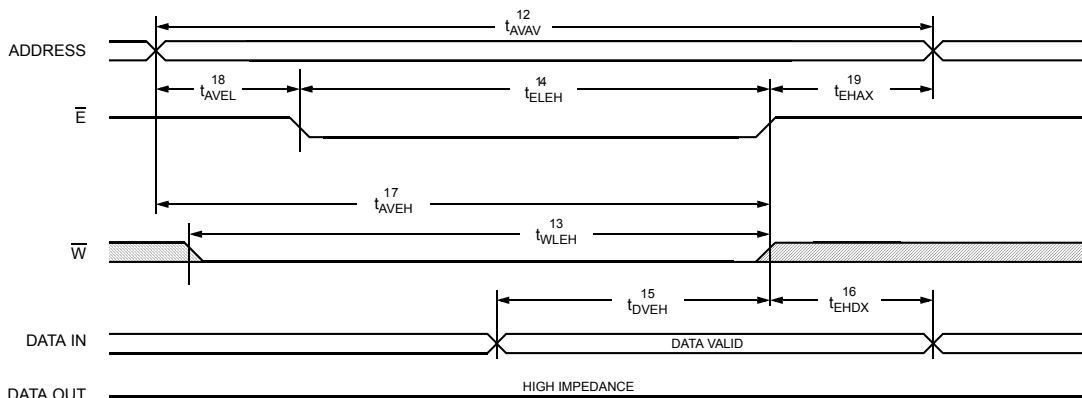 12
tAVAV
ADDRESS
18
tAVEL
14
tELEH
19
tEHAX
E
17
tAVEH
13
tWLEH
W
15
tDVEH
16
tEHDX
DATA IN
DATA VALID
DATA OUT
HIGH IMPEDANCE